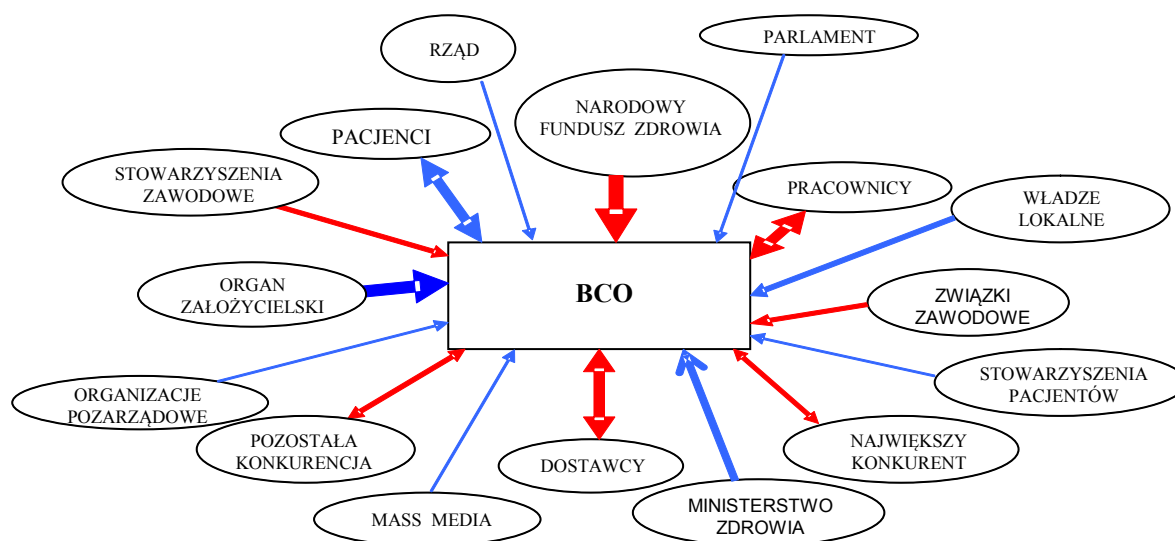 RZĄD
PARLAMENT
NARODOWY
FUNDUSZ ZDROWIA
PACJENCI
STOWARZYSZENIA
ZAWODOWE
PRACOWNICY
WŁADZE
LOKALNE
ORGAN
ZAŁOŻYCIELSKI
BCO
ZWIĄZKI
ZAWODOWE
ORGANIZACJE
POZARZĄDOWE
STOWARZYSZENIA
PACJENTÓW
POZOSTAŁA
KONKURENCJA
DOSTAWCY
NAJWIĘKSZY
KONKURENT
MASS MEDIA
MINISTERSTWO
ZDROWIA